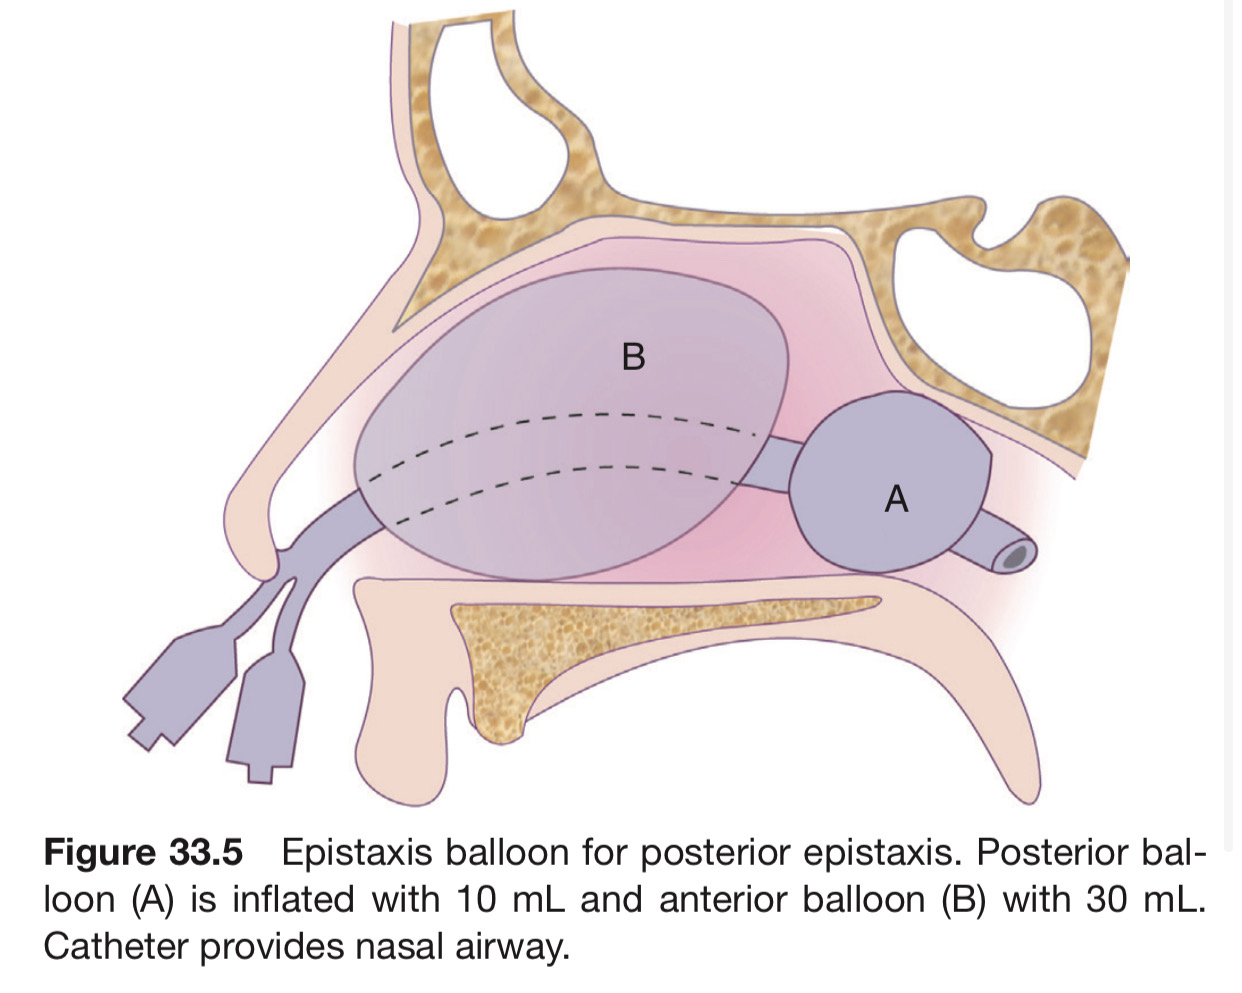 B
A
Figure 33.5 Epistaxis balloon for posterior epistaxis. Posterior bal-
loon (A) is inflated with 10 mL and anterior balloon (B) with 30 mL.
Catheter provides nasal airway.